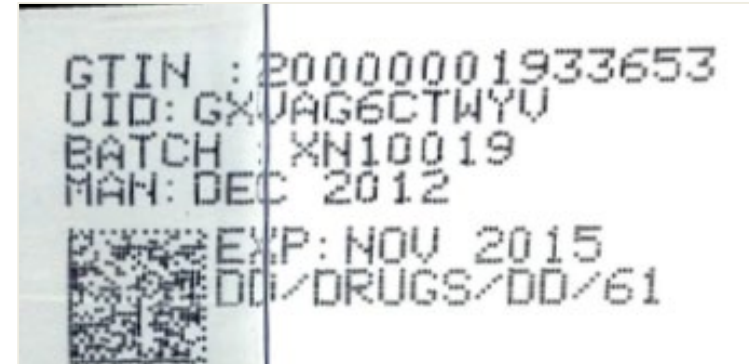 GTIN : 20000001933653
UID: GXVAG6CTWYV
BATCH : XN10019
MAN: DEC 2012
EXP: NOV 2015
DD/DRUGS/DD/61